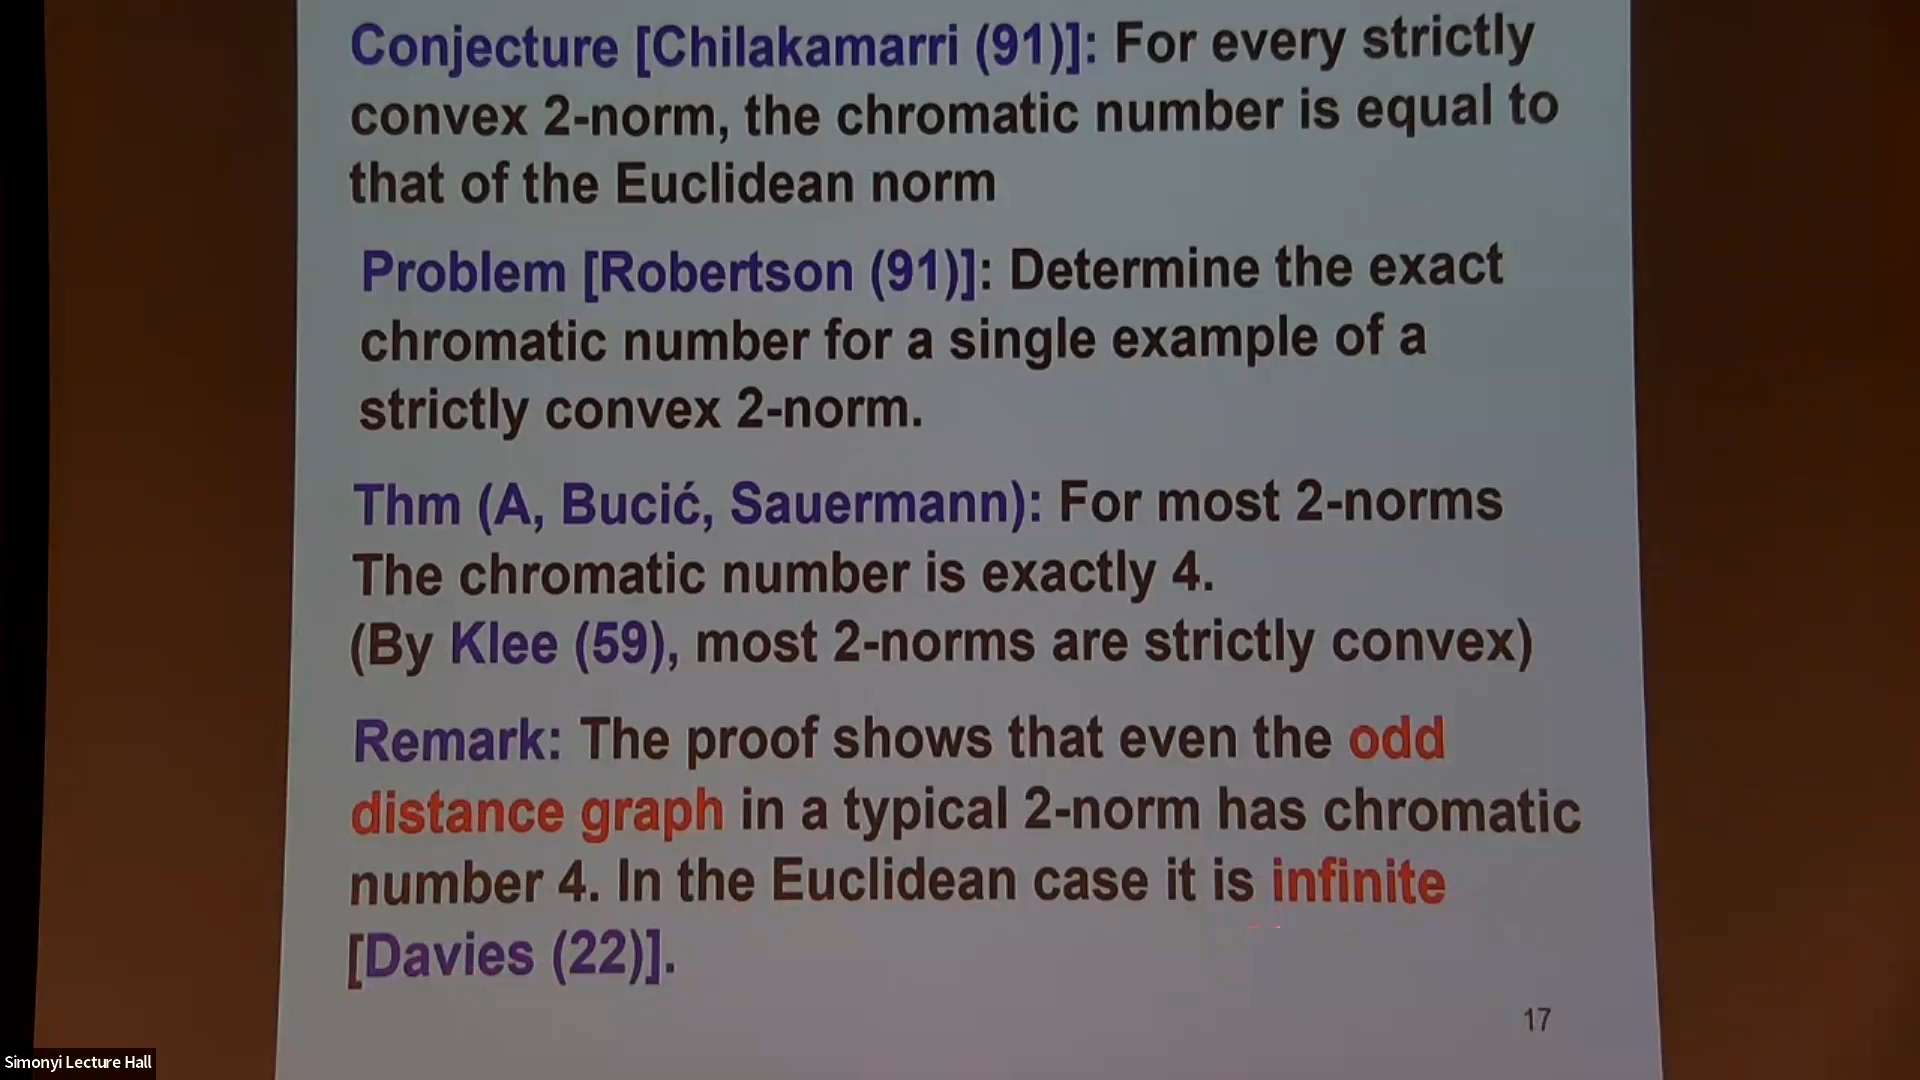 Conjecture [Chilakamarri (91)]: For every strictly
convex 2-norm, the chromatic number is equal to
that of the Euclidean norm
Problem [Robertson (91)]: Determine the exact
chromatic number for a single example of a
strictly convex 2-norm.
Thm (A, Bucić, Sauermann): For most 2-norms
The chromatic number is exactly 4.
(By Klee (59), most 2-norms are strictly convex)
Remark: The proof shows that even the odd
distance graph in a typical 2-norm has chromatic
number 4. In the Euclidean case it is infinite
[Davies (22)].
17
Simonyi Lecture Hall